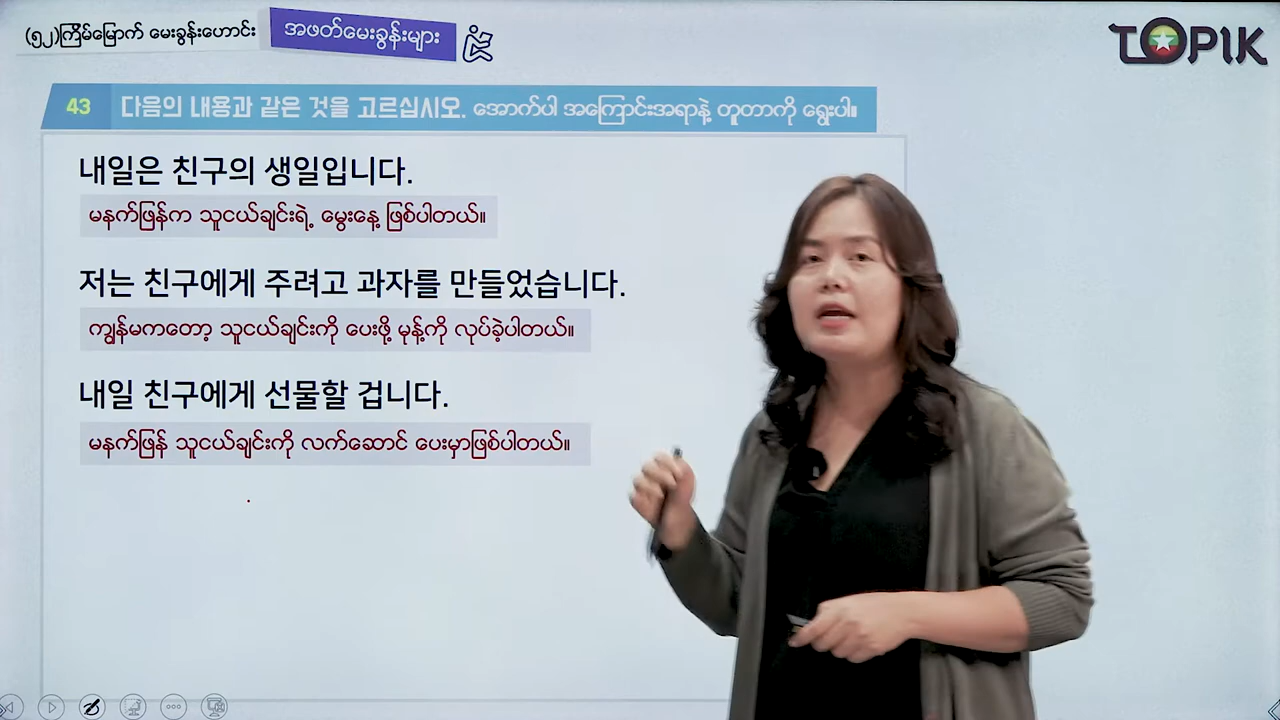 (၅၂)ကြိမ်မြောက် မေးခွန်းဟောင်း
အဖတ်မေးခွန်းများ
TOPIK
43 다음의 내용과 같은 것을 고르십시오. အောက်ပါ အကြောင်းအရာနဲ့ တူတာကို ရွေးပါ။
내일은 친구의 생일입니다.
မနက်ဖြန်က သူငယ်ချင်းရဲ့ မွေးနေ့ ဖြစ်ပါတယ်။
저는 친구에게 주려고 과자를 만들었습니다.
ကျွန်မကတော့ သူငယ်ချင်းကို ပေးဖို့ မုန့်ကို လုပ်ခဲ့ပါတယ်။
내일 친구에게 선물할 겁니다.
မနက်ဖြန် သူငယ်ချင်းကို လက်ဆောင် ပေးမှာဖြစ်ပါတယ်။